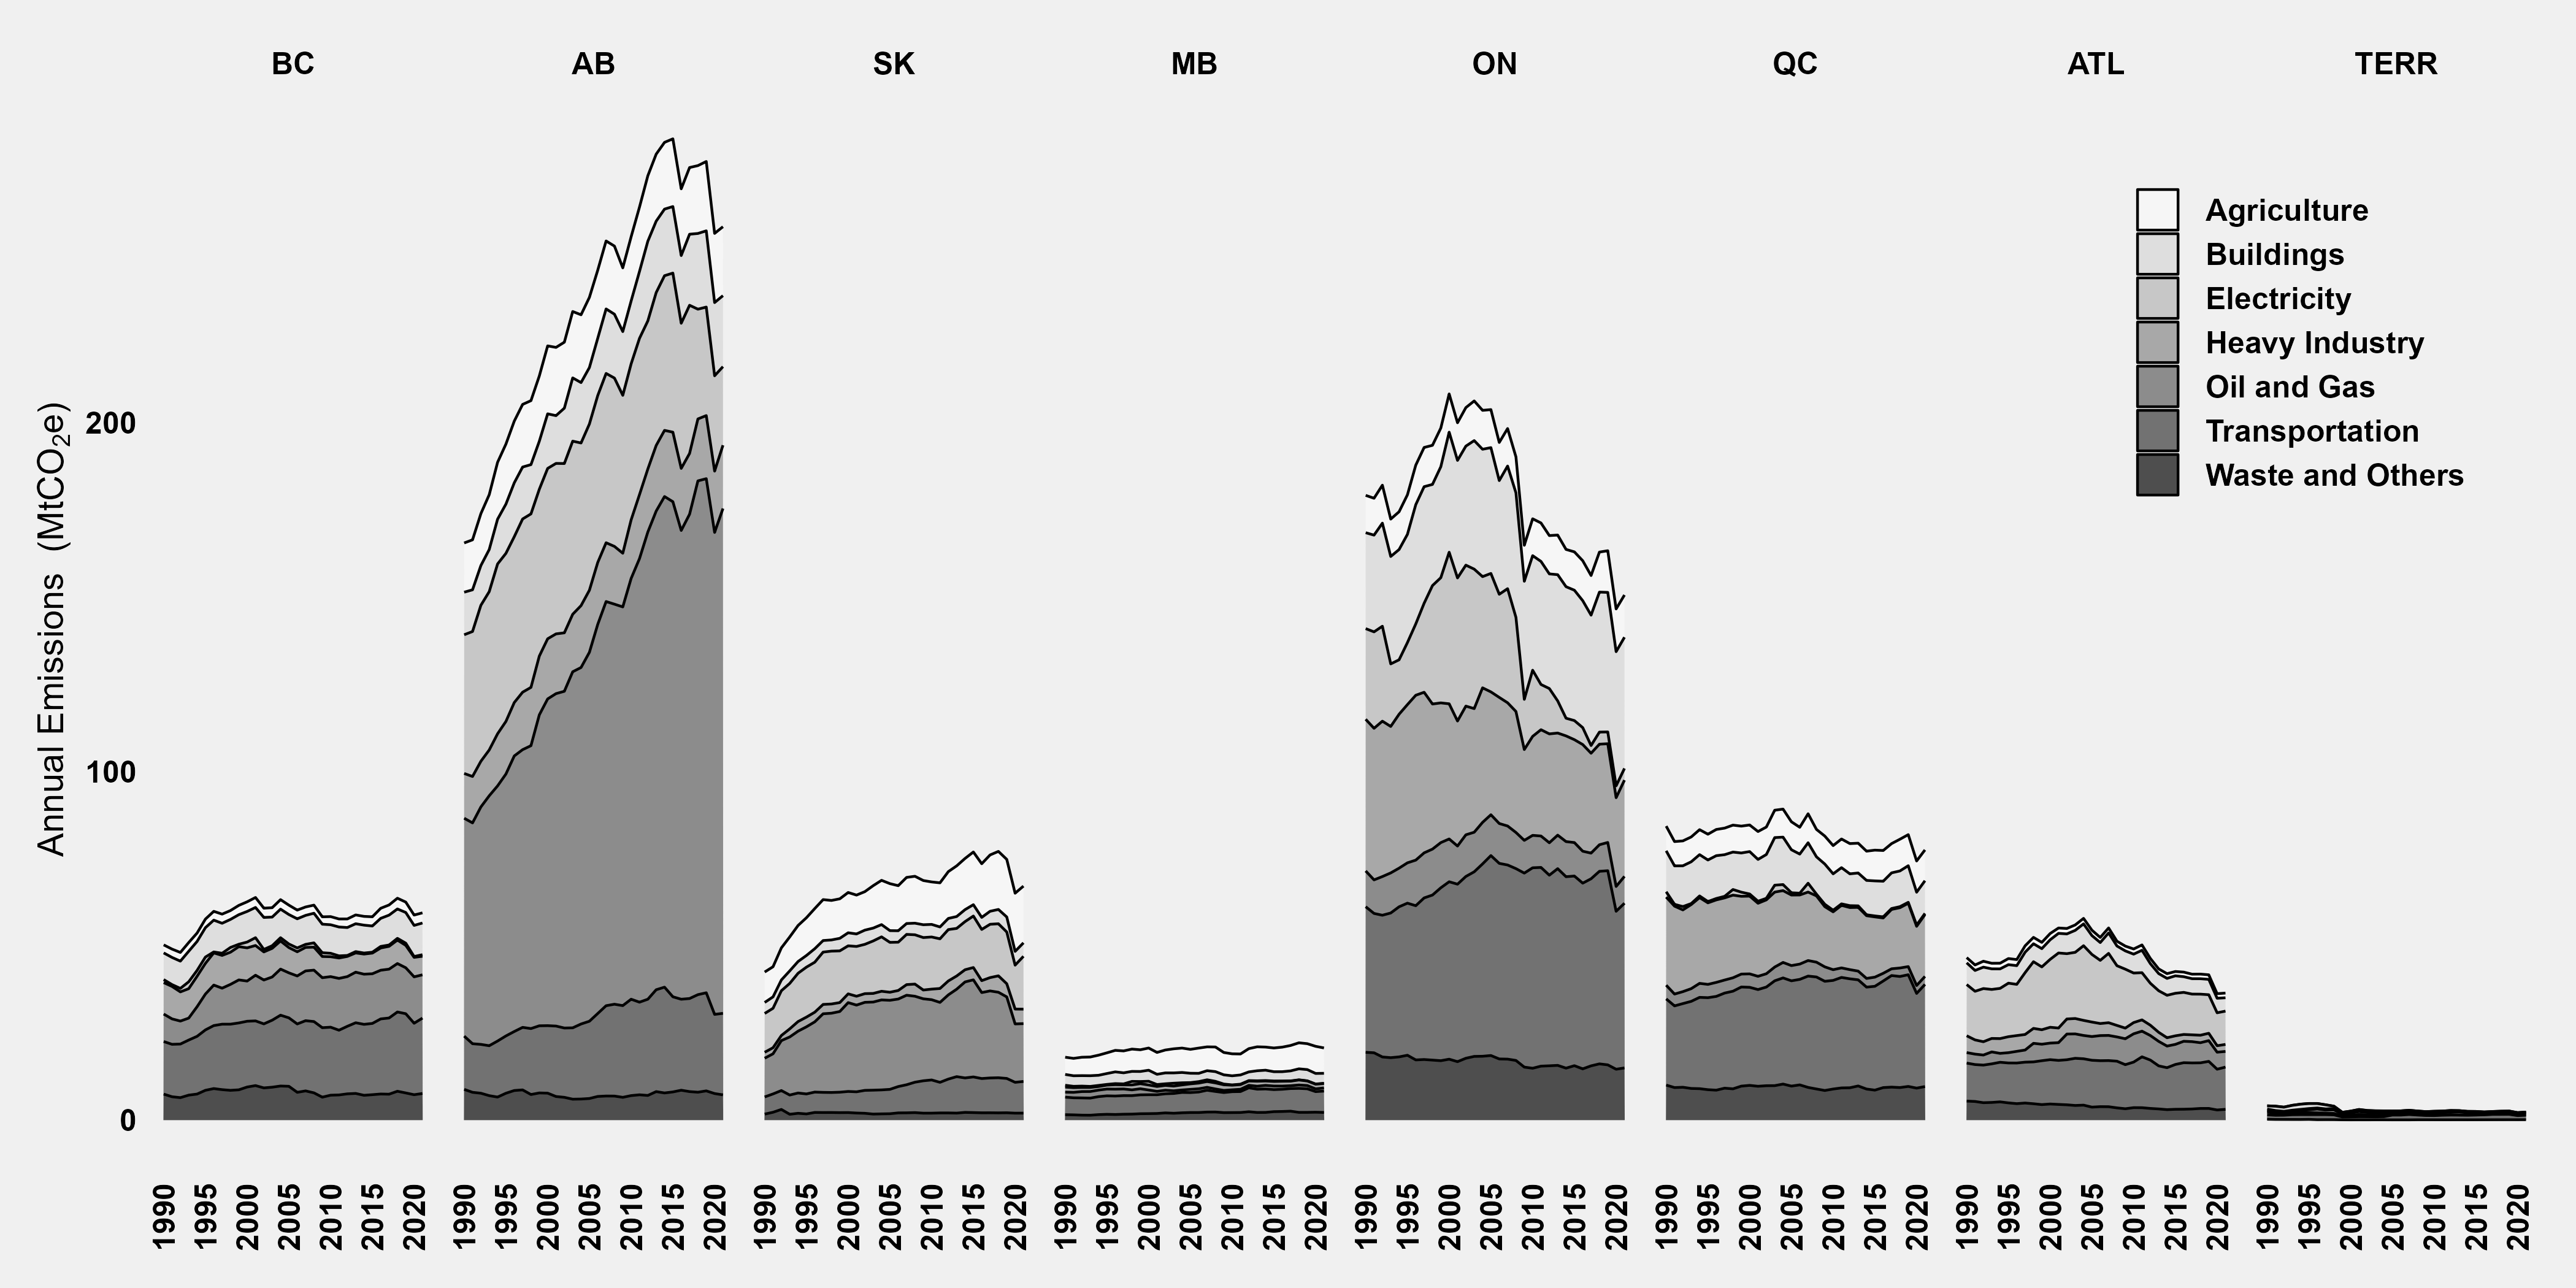 BC AB SK MB ON QC ATL TERR
Agriculture
Buildings
Electricity
Heavy Industry
Oil and Gas
Transportation
Waste and Others
Annual Emissions (MtCO₂e)
200
100
0
1990 1995 2000 2005 2010 2015 2020 1990 1995 2000 2005 2010 2015 2020 1990 1995 2000 2005 2010 2015 2020 1990 1995 2000 2005 2010 2015 2020 1990 1995 2000 2005 2010 2015 2020 1990 1995 2000 2005 2010 2015 2020 1990 1995 2000 2005 2010 2015 2020 1990 1995 2000 2005 2010 2015 2020